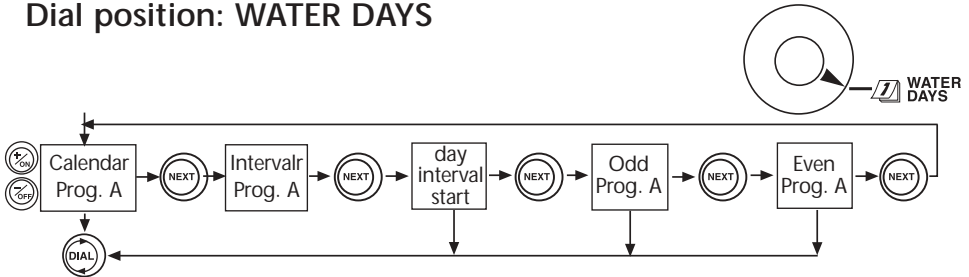 Dial position: WATER DAYS
1 WATER
DAYS
+/ON
-/OFF
Calendar
Prog. A
NEXT
Intervalr
Prog. A
NEXT
day
interval
start
NEXT
Odd
Prog. A
NEXT
Even
Prog. A
NEXT
DIAL